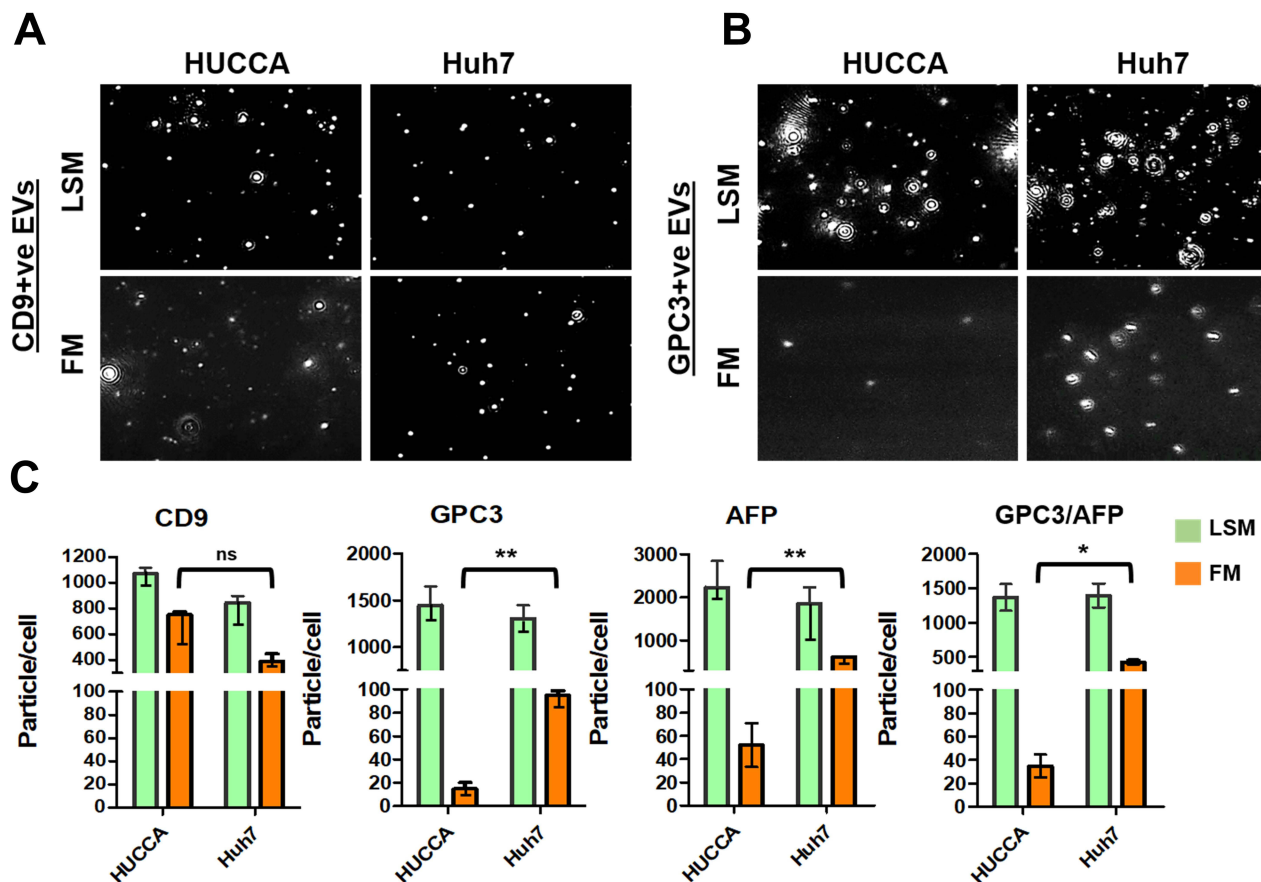 A
B
HUCCA
Huh7
HUCCA
Huh7
CD9+ve EVs
LSM
FM
GPC3+ve EVs
LSM
FM
C
CD9
GPC3
AFP
GPC3/AFP
LSM
FM
Particle/cell
1200
1000
800
600
400
100
80
60
40
20
0
ns
HUCCA
Huh7
Particle/cell
2000
1500
1000
100
80
60
40
20
0
**
HUCCA
Huh7
Particle/cell
3000
2000
1000
100
80
60
40
20
0
**
HUCCA
Huh7
Particle/cell
2000
1500
1000
500
100
80
60
40
20
0
*
HUCCA
Huh7